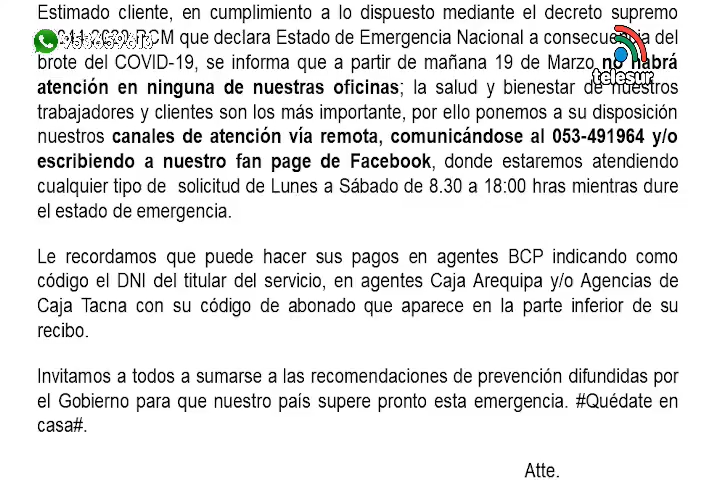 Estimado cliente, en cumplimiento a lo dispuesto mediante el decreto supremo
que declara Estado de Emergencia Nacional a consecuencia del
brote del COVID-19, se informa que a partir de mañana 19 de Marzo no habrá
atención en ninguna de nuestras oficinas; la salud y bienestar de nuestros
telesur
trabajadores y clientes son los más importante, por ello ponemos a su disposición
nuestros canales de atención vía remota, comunicándose al 053-491964 y/o
escribiendo a nuestro fan page de Facebook, donde estaremos atendiendo
cualquier tipo de solicitud de Lunes a Sábado de 8.30 a 18:00 hras mientras dure
el estado de emergencia.
Le recordamos que puede hacer sus pagos en agentes BCP indicando como
código el DNI del titular del servicio, en agentes Caja Arequipa y/o Agencias de
Caja Tacna con su código de abonado que aparece en la parte inferior de su
recibo.
Invitamos a todos a sumarse a las recomendaciones de prevención difundidas por
el Gobierno para que nuestro país supere pronto esta emergencia. #Quédate en
casa#.
Atte.